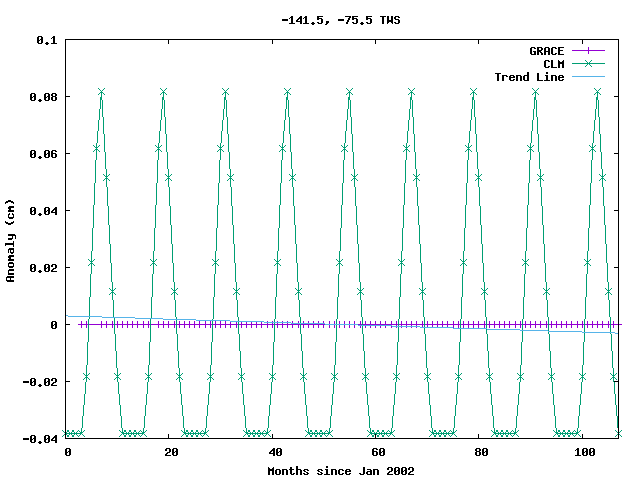 -141.5, -75.5 TWS
0.1
GRACE
CLM
Trend Line
0.08
0.06
0.04
0.02
0
-0.02
-0.04
Anomaly (cm)
0 20 40 60 80 100
Months since Jan 2002